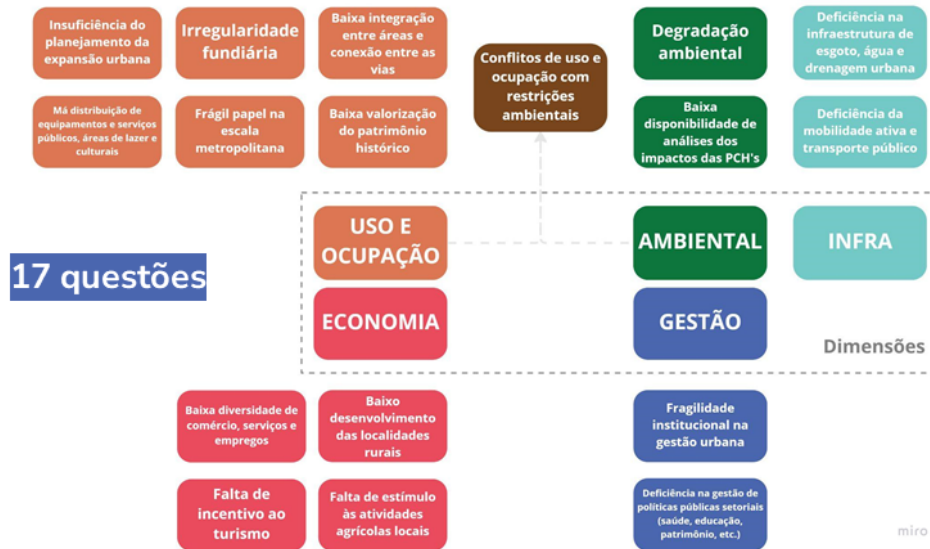 Insuficiência do
planejamento da
expansão urbana
Irregularidade
fundiária
Baixa integração
entre áreas e
conexão entre as
vias
Conflitos de uso e
ocupação com
restrições
ambientais
Degradação
ambiental
Deficiência na
infraestrutura de
esgoto, água e
drenagem urbana
Má distribuição de
equipamentos e serviços
públicos, áreas de lazer e
culturais
Frágil papel na
escala
metropolitana
Baixa valorização
do patrimônio
histórico
Baixa
disponibilidade de
análises dos
impactos das PCH's
Deficiência da
mobilidade ativa e
transporte público
USO E
OCUPAÇÃO
AMBIENTAL
INFRA
17 questões
ECONOMIA
GESTÃO
Dimensões
Baixa diversidade de
comércio, serviços e
empregos
Baixo
desenvolvimento
das localidades
rurais
Fragilidade
institucional na
gestão urbana
Falta de
incentivo ao
turismo
Falta de estímulo
às atividades
agrícolas locais
Deficiência na gestão de
políticas públicas setoriais
(saúde, educação,
patrimônio, etc.)
miro